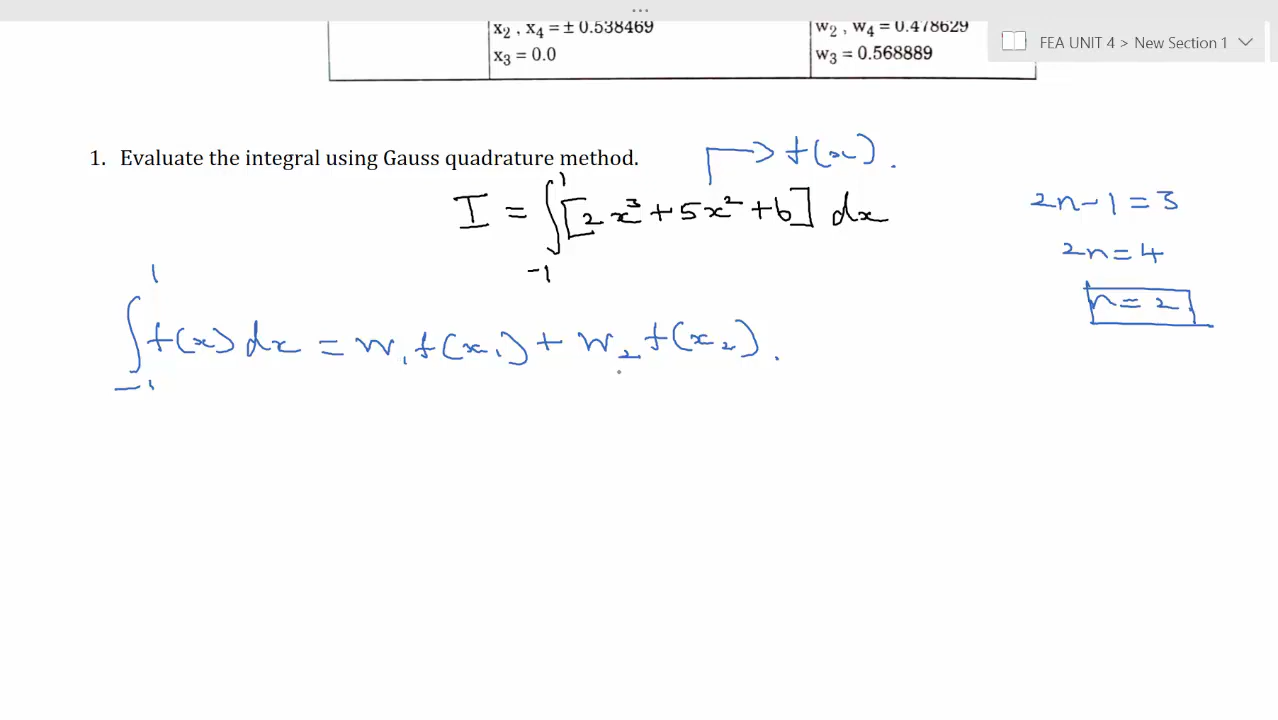 ...
x₂ , x₄ = ± 0.538469
w₂ , w₄ = 0.478629
FEA UNIT 4 > New Section 1
x₃ = 0.0
w₃ = 0.568889
1. Evaluate the integral using Gauss quadrature method.
f(x).
I = ∫₋₁¹ [2x³ + 5x² + 6] dx
2n-1=3
2n=4
n=2
∫₋₁¹ f(x) dx = w₁ f(x₁) + w₂ f(x₂).